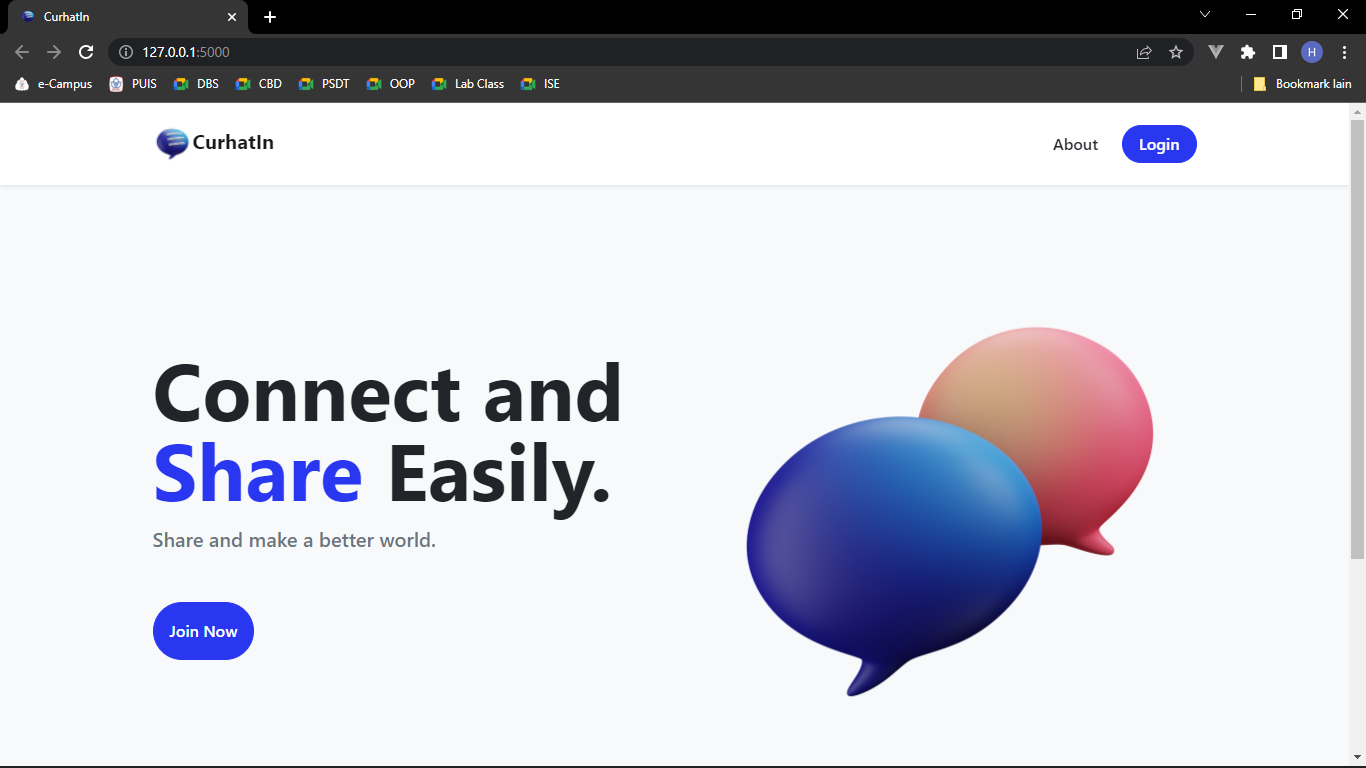 CurhatIn
127.0.0.1:5000
H
e-Campus PUIS DBS CBD PSDT OOP Lab Class ISE Bookmark lain
CurhatIn About Login
Connect and
Share Easily.
Share and make a better world.
Join Now